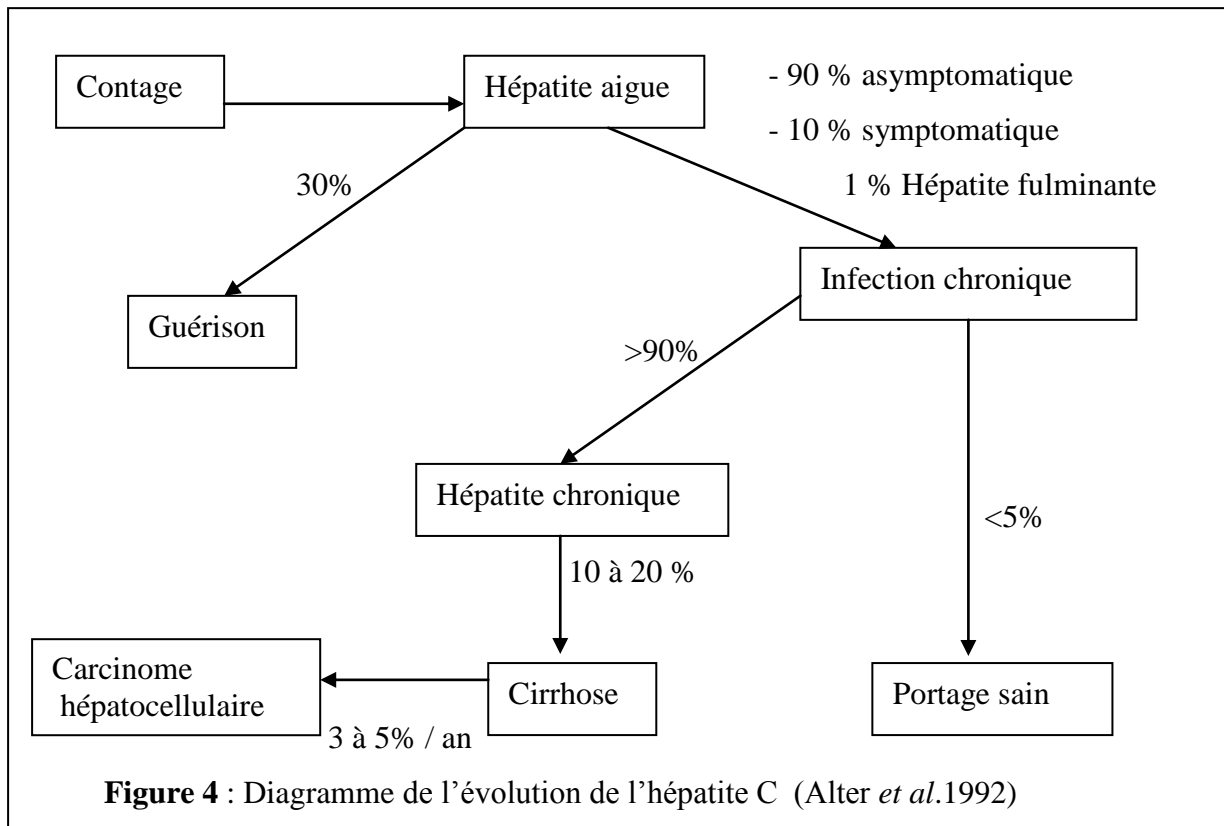 Contage
Hépatite aigue
- 90 % asymptomatique
- 10 % symptomatique
1 % Hépatite fulminante
30%
Infection chronique
Guérison
>90%
Hépatite chronique
<5%
10 à 20 %
Carcinome
hépatocellulaire
Cirrhose
Portage sain
3 à 5% / an
Figure 4 : Diagramme de l’évolution de l’hépatite C (Alter et al.1992)